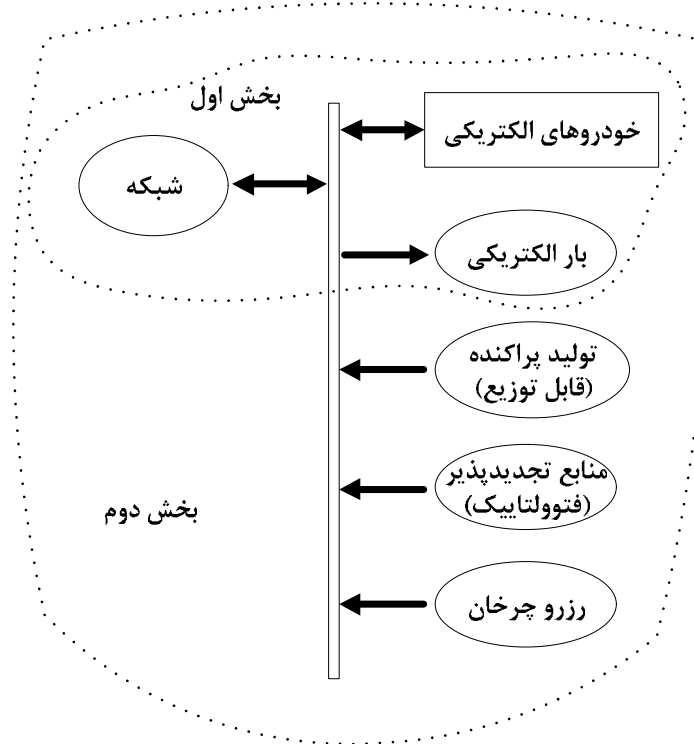 بخش اول
خودروهای الکتریکی
شبکه
بار الکتریکی
تولید پراکنده
(قابل توزیع)
منابع تجدیدپذیر
(فتوولتاییک)
بخش دوم
رزرو چرخان